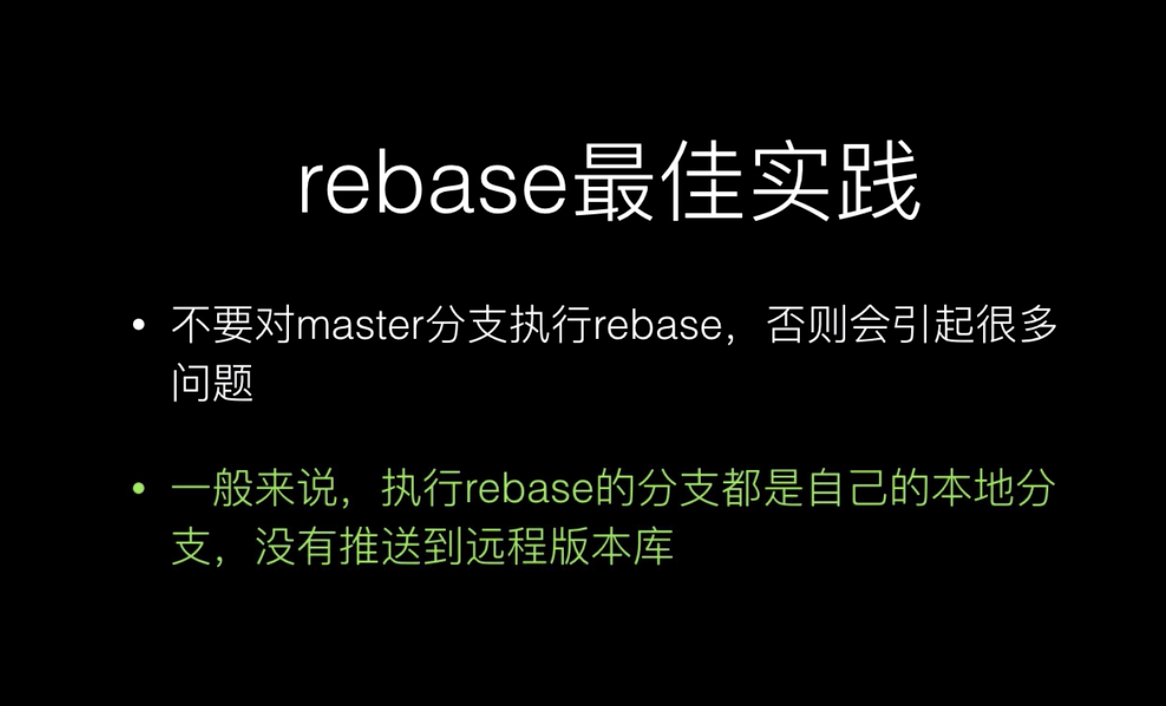 rebase最佳实践
• 不要对master分支执行rebase，否则会引起很多
问题
• 一般来说，执行rebase的分支都是自己的本地分
支，没有推送到远程版本库